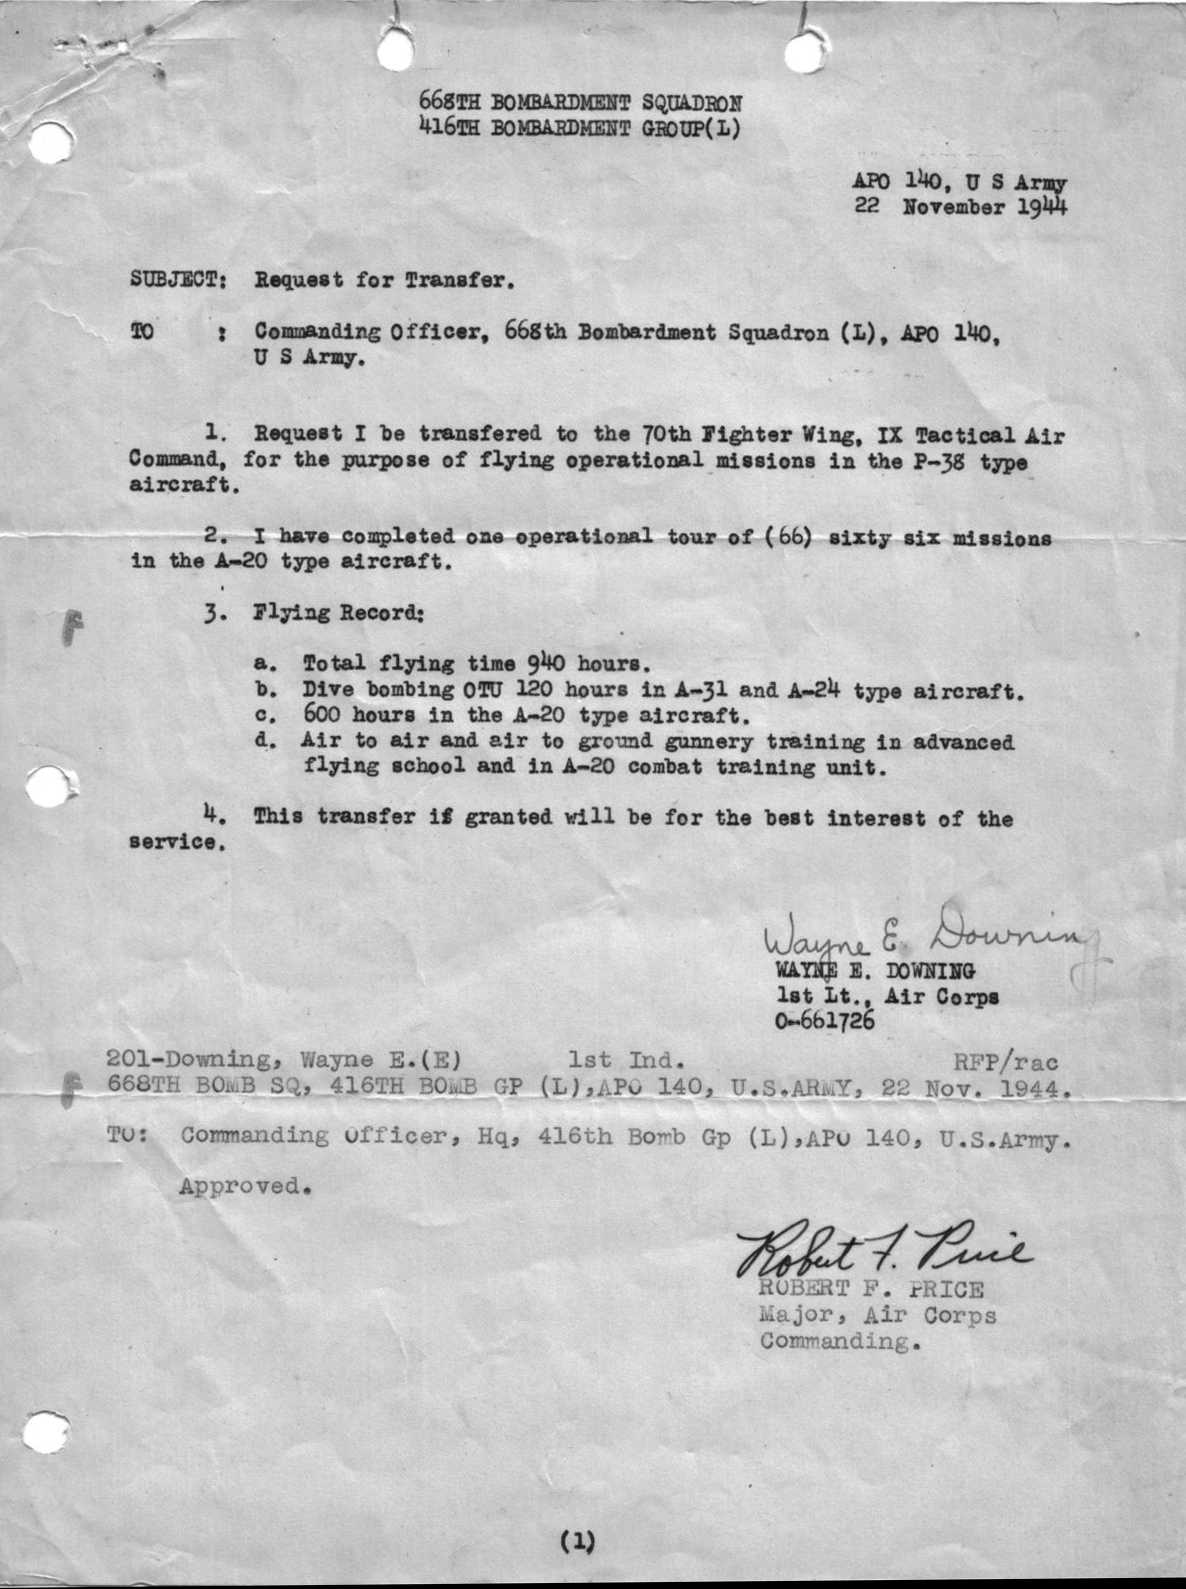 668TH BOMBARDMENT SQUADRON
416TH BOMBARDMENT GROUP(L)
APO 140, U S Army
22 November 1944
SUBJECT: Request for Transfer.
TO : Commanding Officer, 668th Bombardment Squadron (L), APO 140,
U S Army.
1. Request I be transfered to the 70th Fighter Wing, IX Tactical Air
Command, for the purpose of flying operational missions in the P-38 type
aircraft.
2. I have completed one operational tour of (66) sixty six missions
in the A-20 type aircraft.
3. Flying Record:
F
a. Total flying time 940 hours.
b. Dive bombing OTU 120 hours in A-31 and A-24 type aircraft.
c. 600 hours in the A-20 type aircraft.
d. Air to air and air to ground gunnery training in advanced
flying school and in A-20 combat training unit.
4. This transfer if granted will be for the best interest of the
service.
Wayne E. Downing
WAYNE E. DOWNING
1st Lt., Air Corps
O-661726
201-Downing, Wayne E.(E) 1st Ind. RFP/rac
F
668TH BOMB SQ, 416TH BOMB GP (L),APO 140, U.S.ARMY, 22 Nov. 1944.
TO: Commanding Officer, Hq, 416th Bomb Gp (L),APO 140, U.S.Army.
Approved.
Robert F. Price
ROBERT F. PRICE
Major, Air Corps
Commanding.
(1)